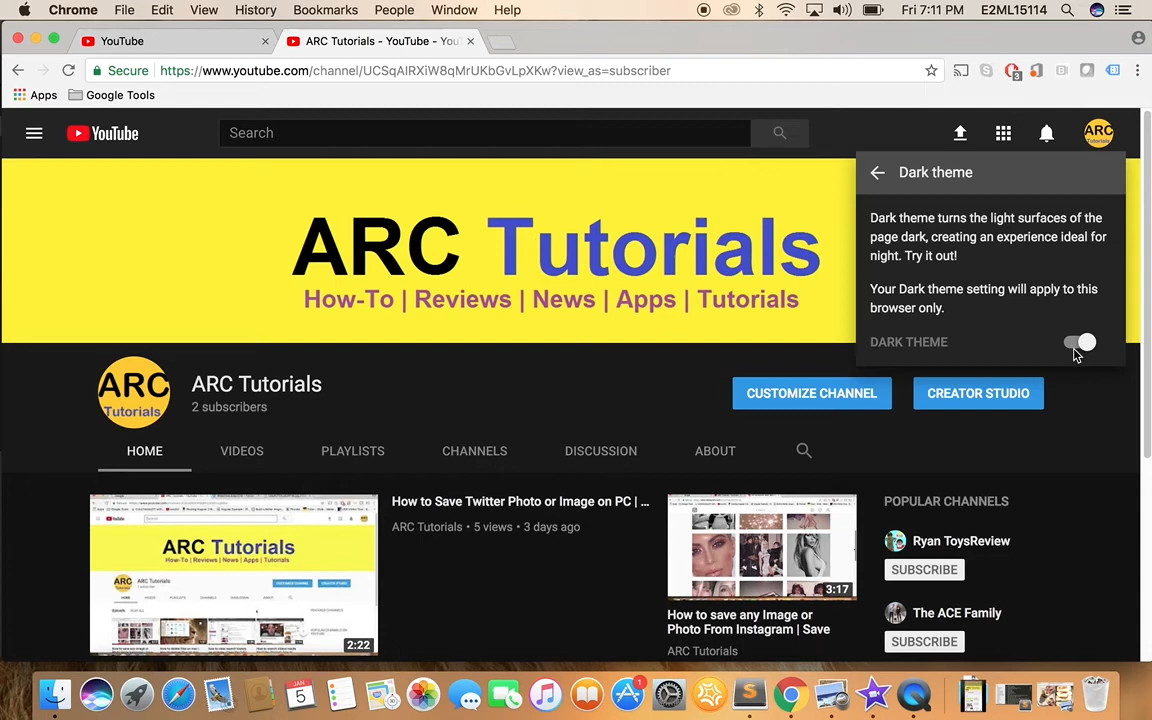 Chrome File Edit View History Bookmarks People Window Help Fri 7:11 PM E2ML15114
YouTube
ARC Tutorials - YouTube - You
Secure https://www.youtube.com/channel/UCSqAIRXiW8qMrUKbGvLpXKw?view_as=subscriber
3
Apps Google Tools
YouTube Search ARC Tutorials
Dark theme
Dark theme turns the light surfaces of the
page dark, creating an experience ideal for
night. Try it out!
Your Dark theme setting will apply to this
browser only.
DARK THEME
ARC Tutorials
How-To | Reviews | News | Apps | Tutorials
ARC
Tutorials
ARC Tutorials
2 subscribers
CUSTOMIZE CHANNEL CREATOR STUDIO
HOME VIDEOS PLAYLISTS CHANNELS DISCUSSION ABOUT
ARC Tutorials
How-To | Reviews | News | Apps | Tutorials
ARC Tutorials
2:22
How to Save Twitter Photo or Image on PC | ...
ARC Tutorials • 5 views • 3 days ago
3:17
How to save any Image or
Photo From Instagram | Save
ARC Tutorials
POPULAR CHANNELS
Ryan ToysReview
SUBSCRIBE
The ACE Family
SUBSCRIBE
JAN
5
1